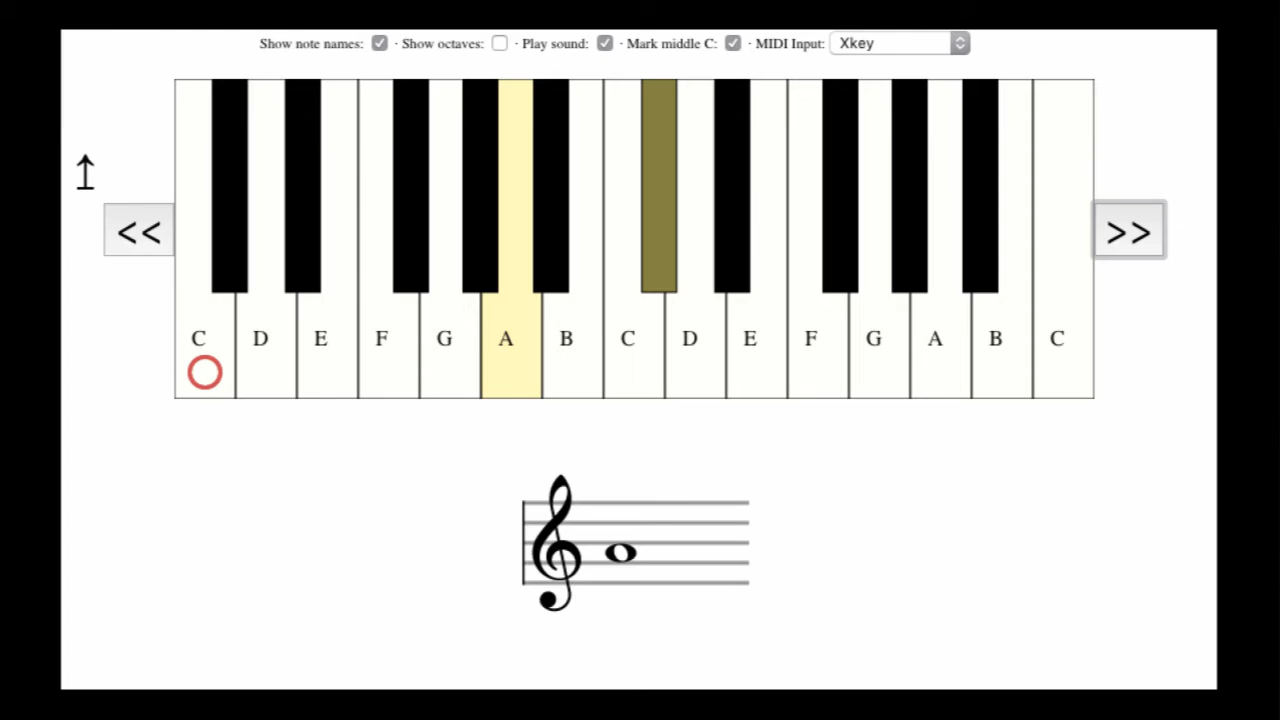 Show note names: · Show octaves: · Play sound: · Mark middle C: · MIDI Input: Xkey
<< >>
C D E F G A B C D E F G A B C